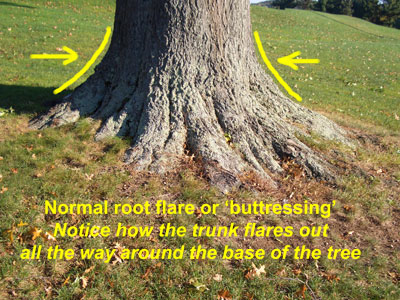 Normal root flare or ‘buttressing’
Notice how the trunk flares out
all the way around the base of the tree